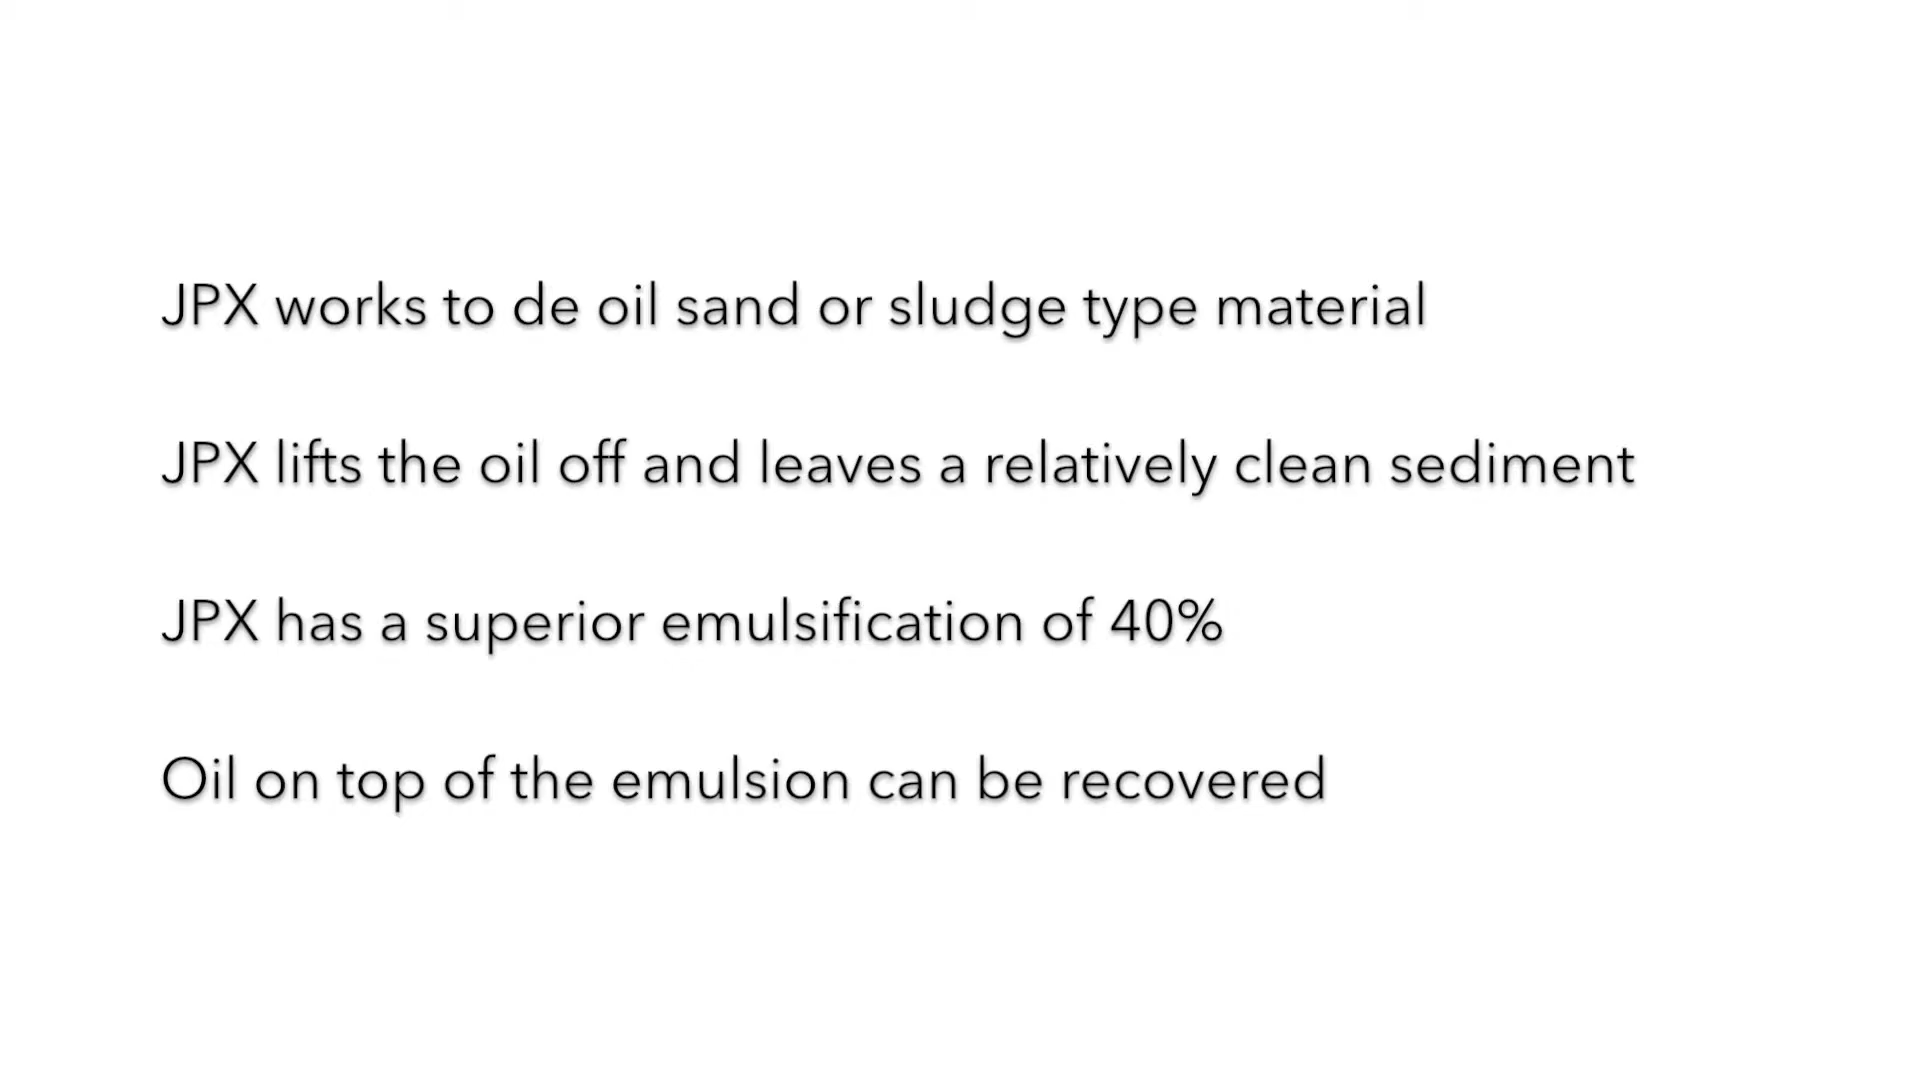 JPX works to de oil sand or sludge type material
JPX lifts the oil off and leaves a relatively clean sediment
JPX has a superior emulsification of 40%
Oil on top of the emulsion can be recovered